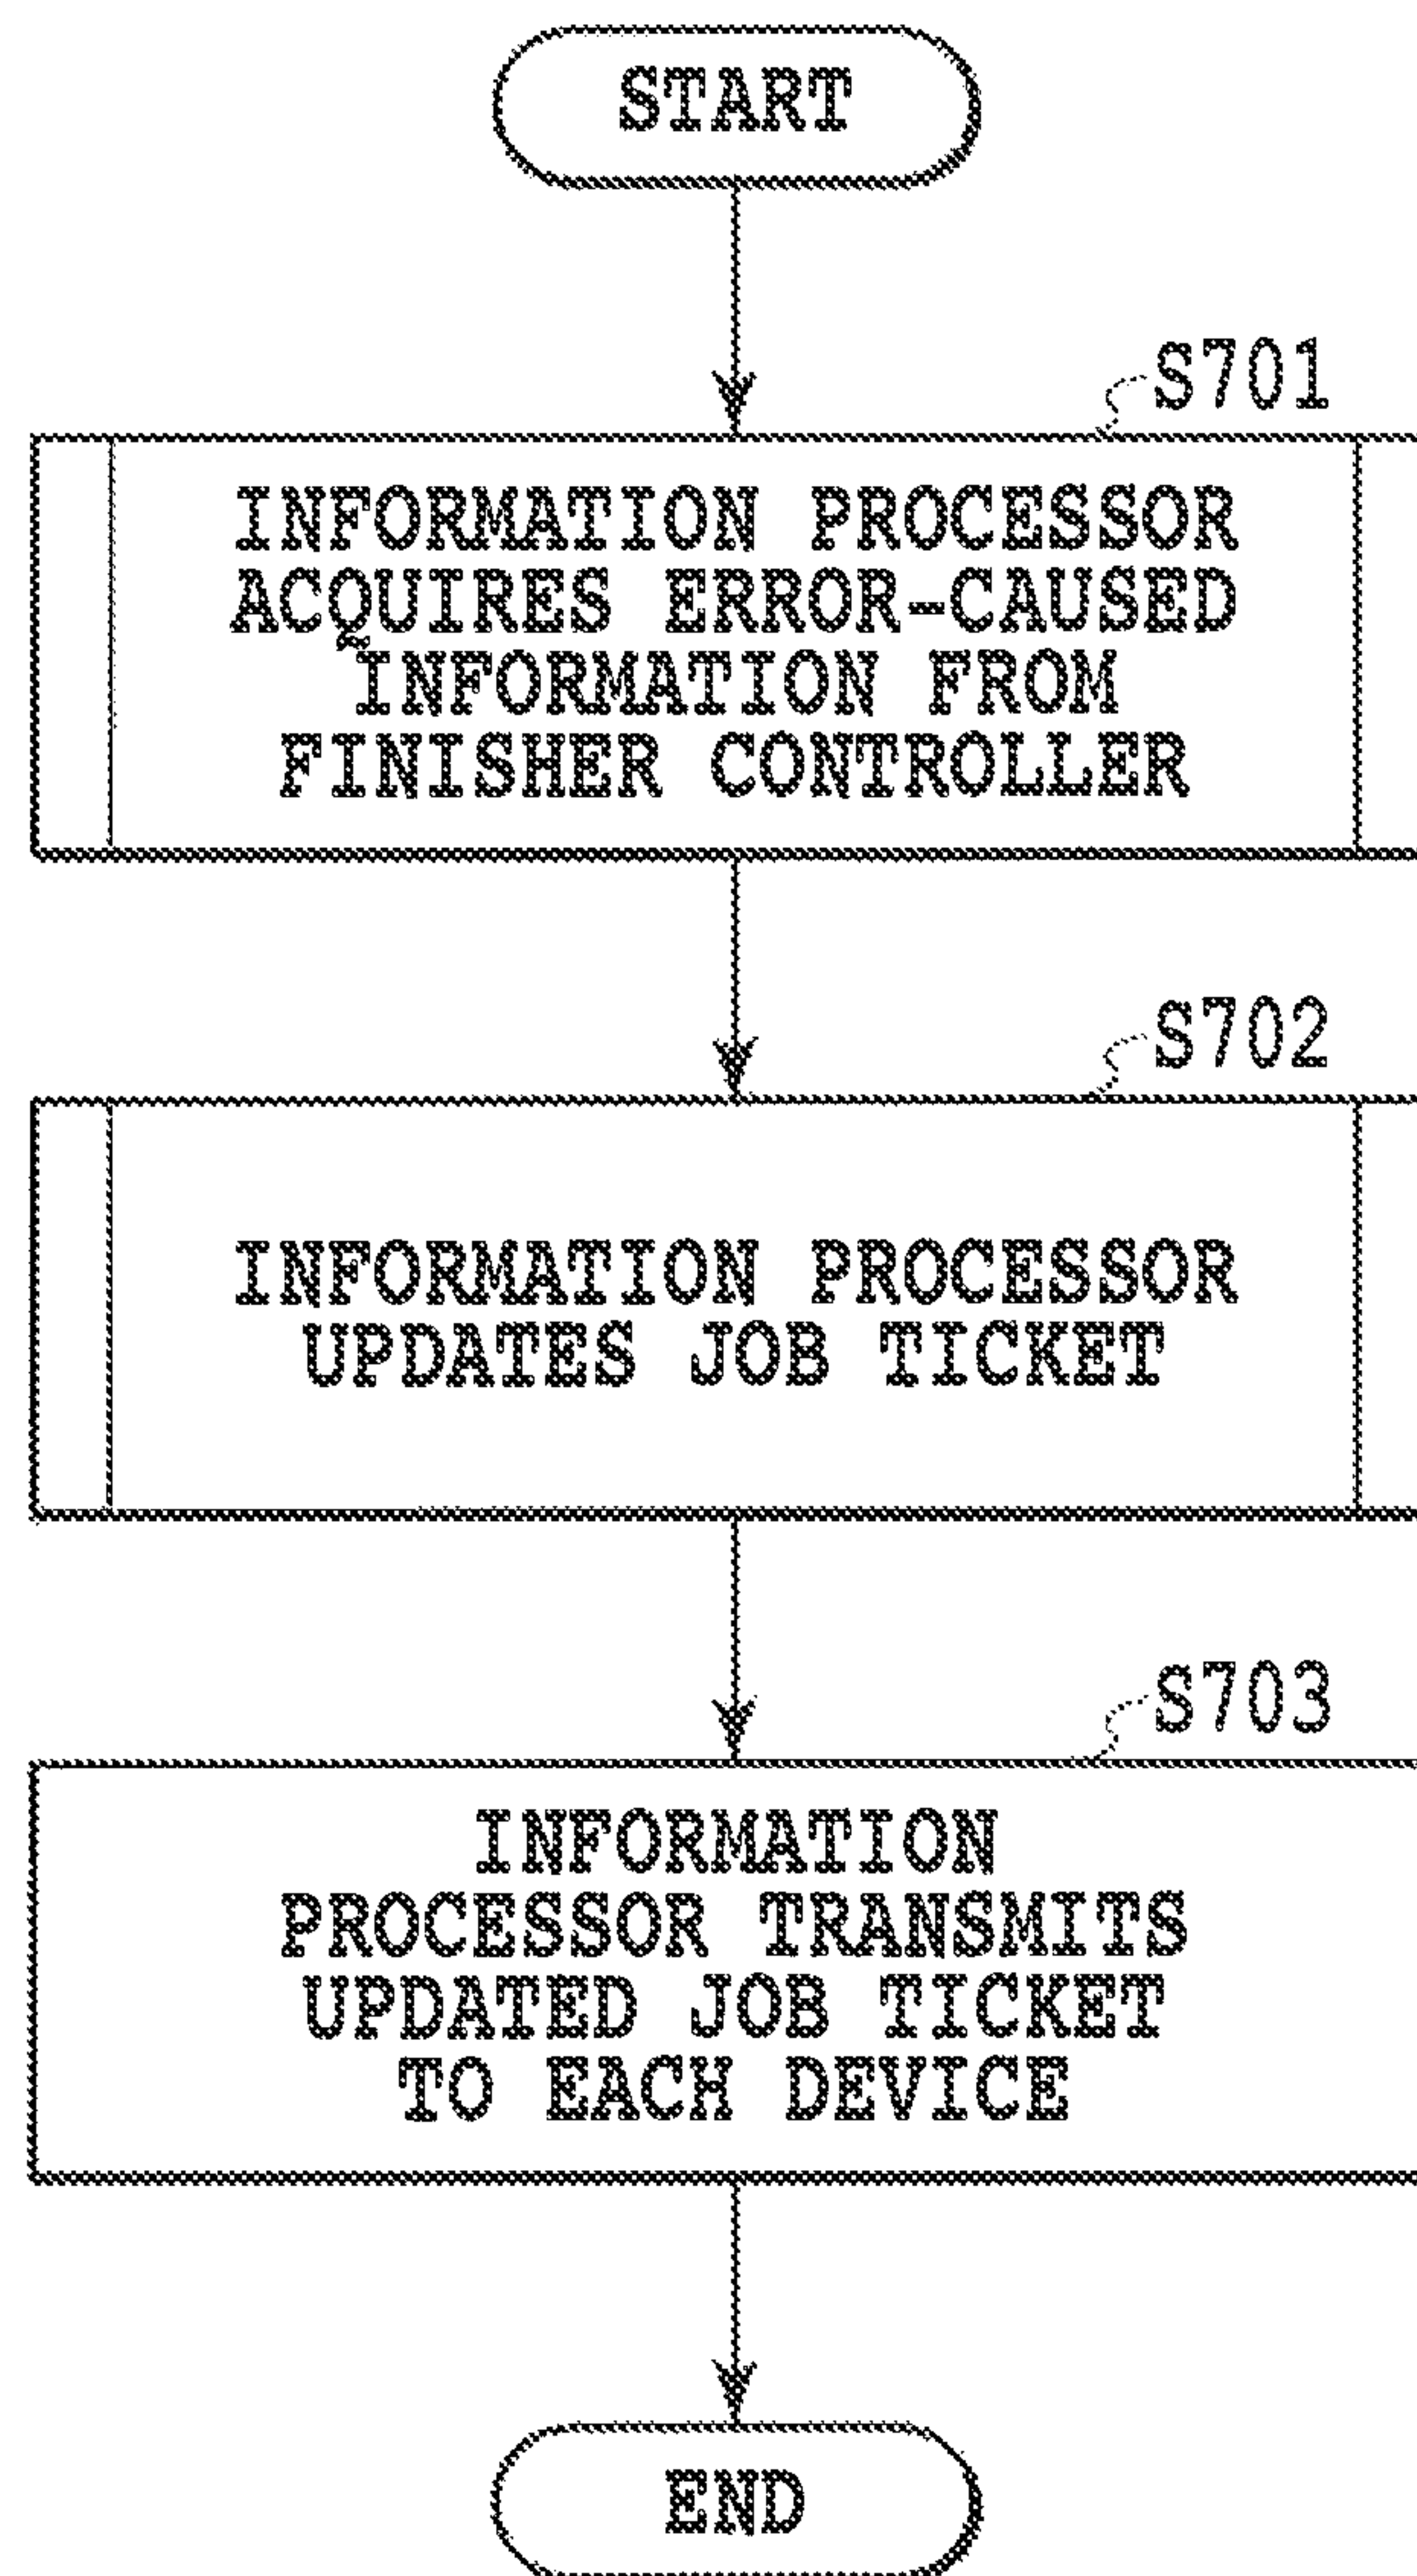 START
S701
INFORMATION PROCESSOR
ACQUIRES ERROR-CAUSED
INFORMATION FROM
FINISHER CONTROLLER
S702
INFORMATION PROCESSOR
UPDATES JOB TICKET
S703
INFORMATION
PROCESSOR TRANSMITS
UPDATED JOB TICKET
TO EACH DEVICE
END